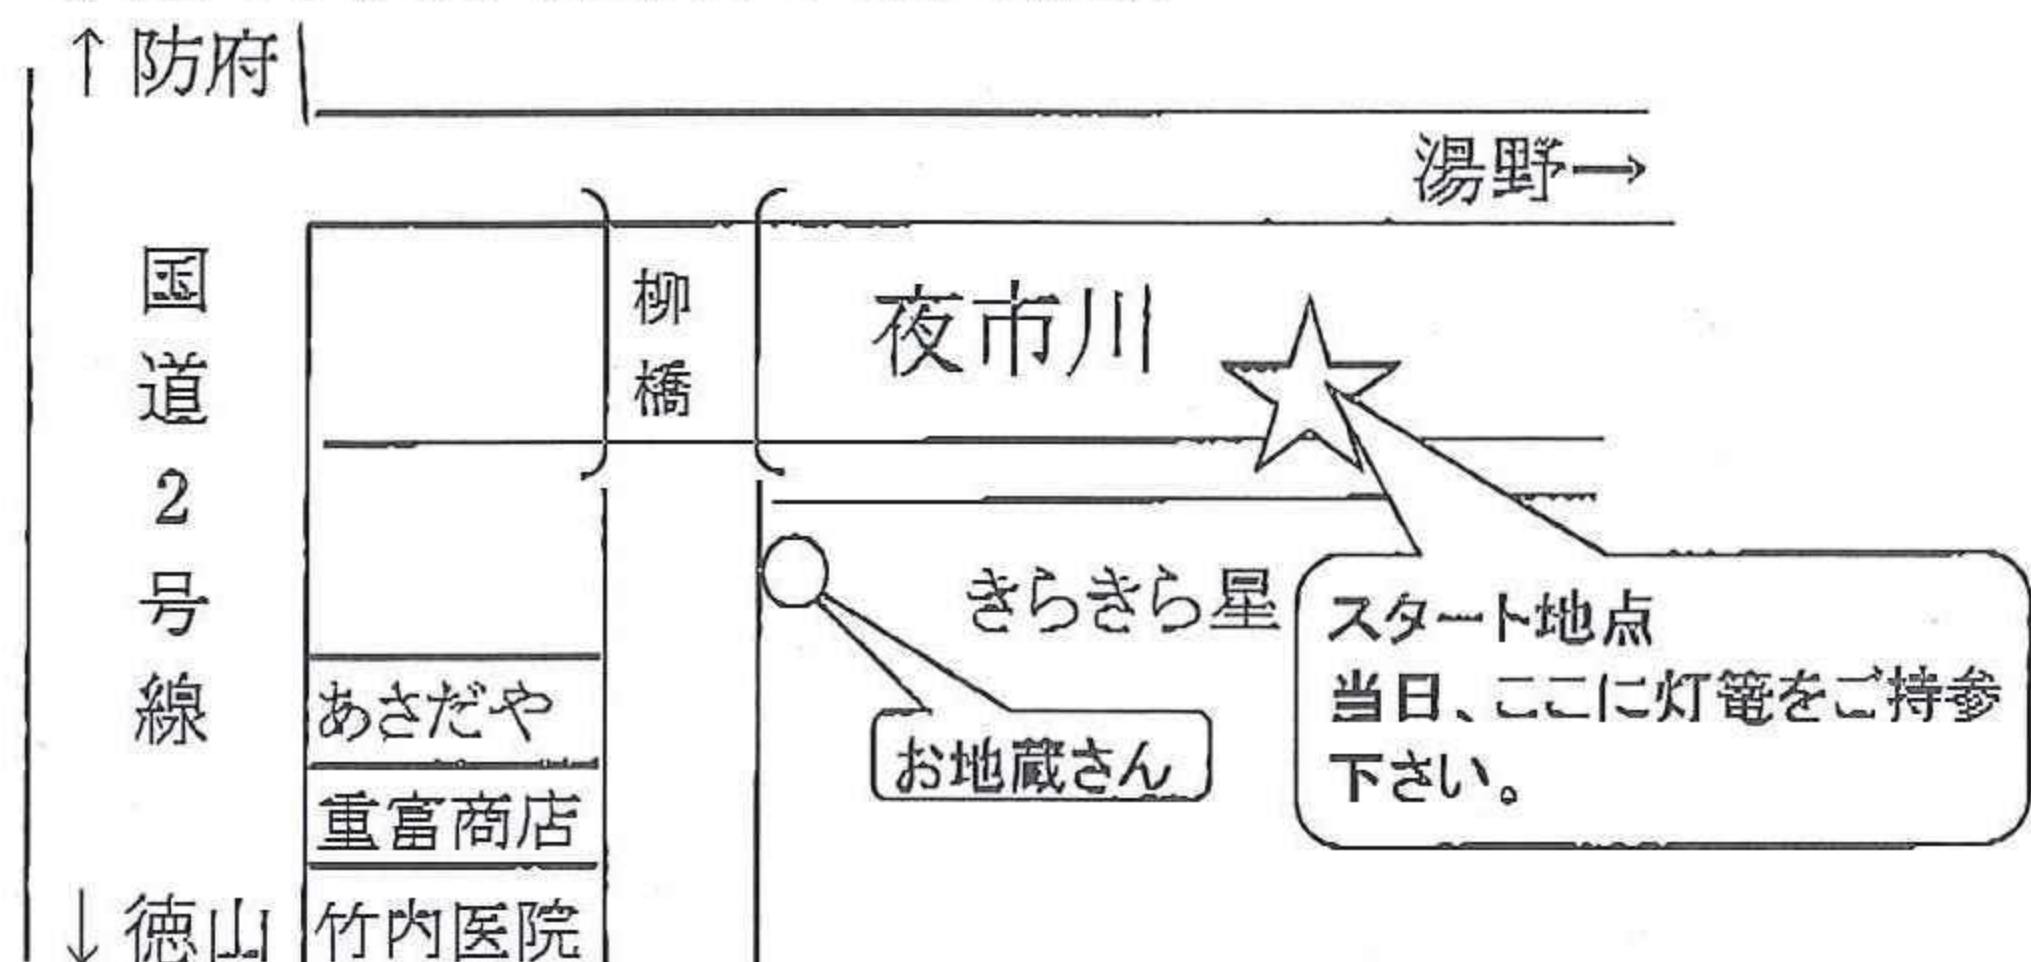 ↑防府
湯野→
国道2号線
柳橋
夜市川
きらきら星
スタート地点
当日、ここに灯篭をご持参
下さい。
お地蔵さん
あさだや
重富商店
竹内医院
↓徳山